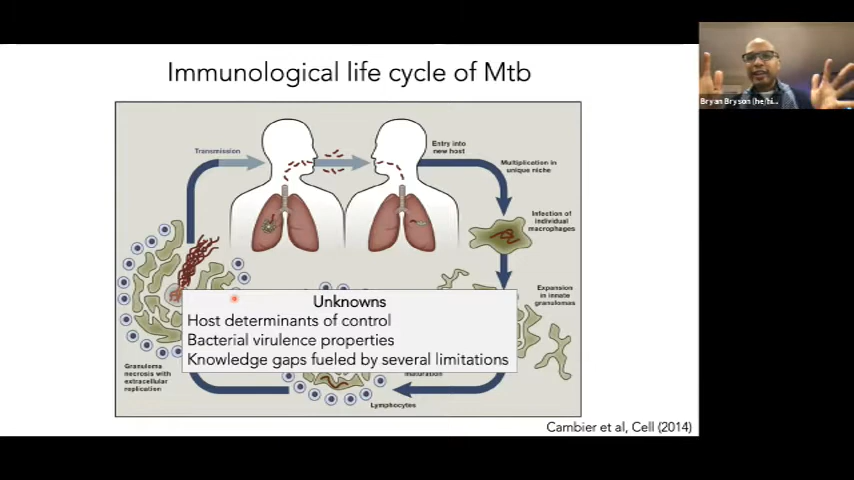 Immunological life cycle of Mtb
Bryan Bryson (he/hi...
Transmission
Entry into
new host
Multiplication in
unique niche
Infection of
individual
macrophages
Expansion
in innate
granulomas
Unknowns
Host determinants of control
Bacterial virulence properties
Knowledge gaps fueled by several limitations
Granuloma
necrosis with
extracellular
replication
maturation
Lymphocytes
Cambier et al, Cell (2014)